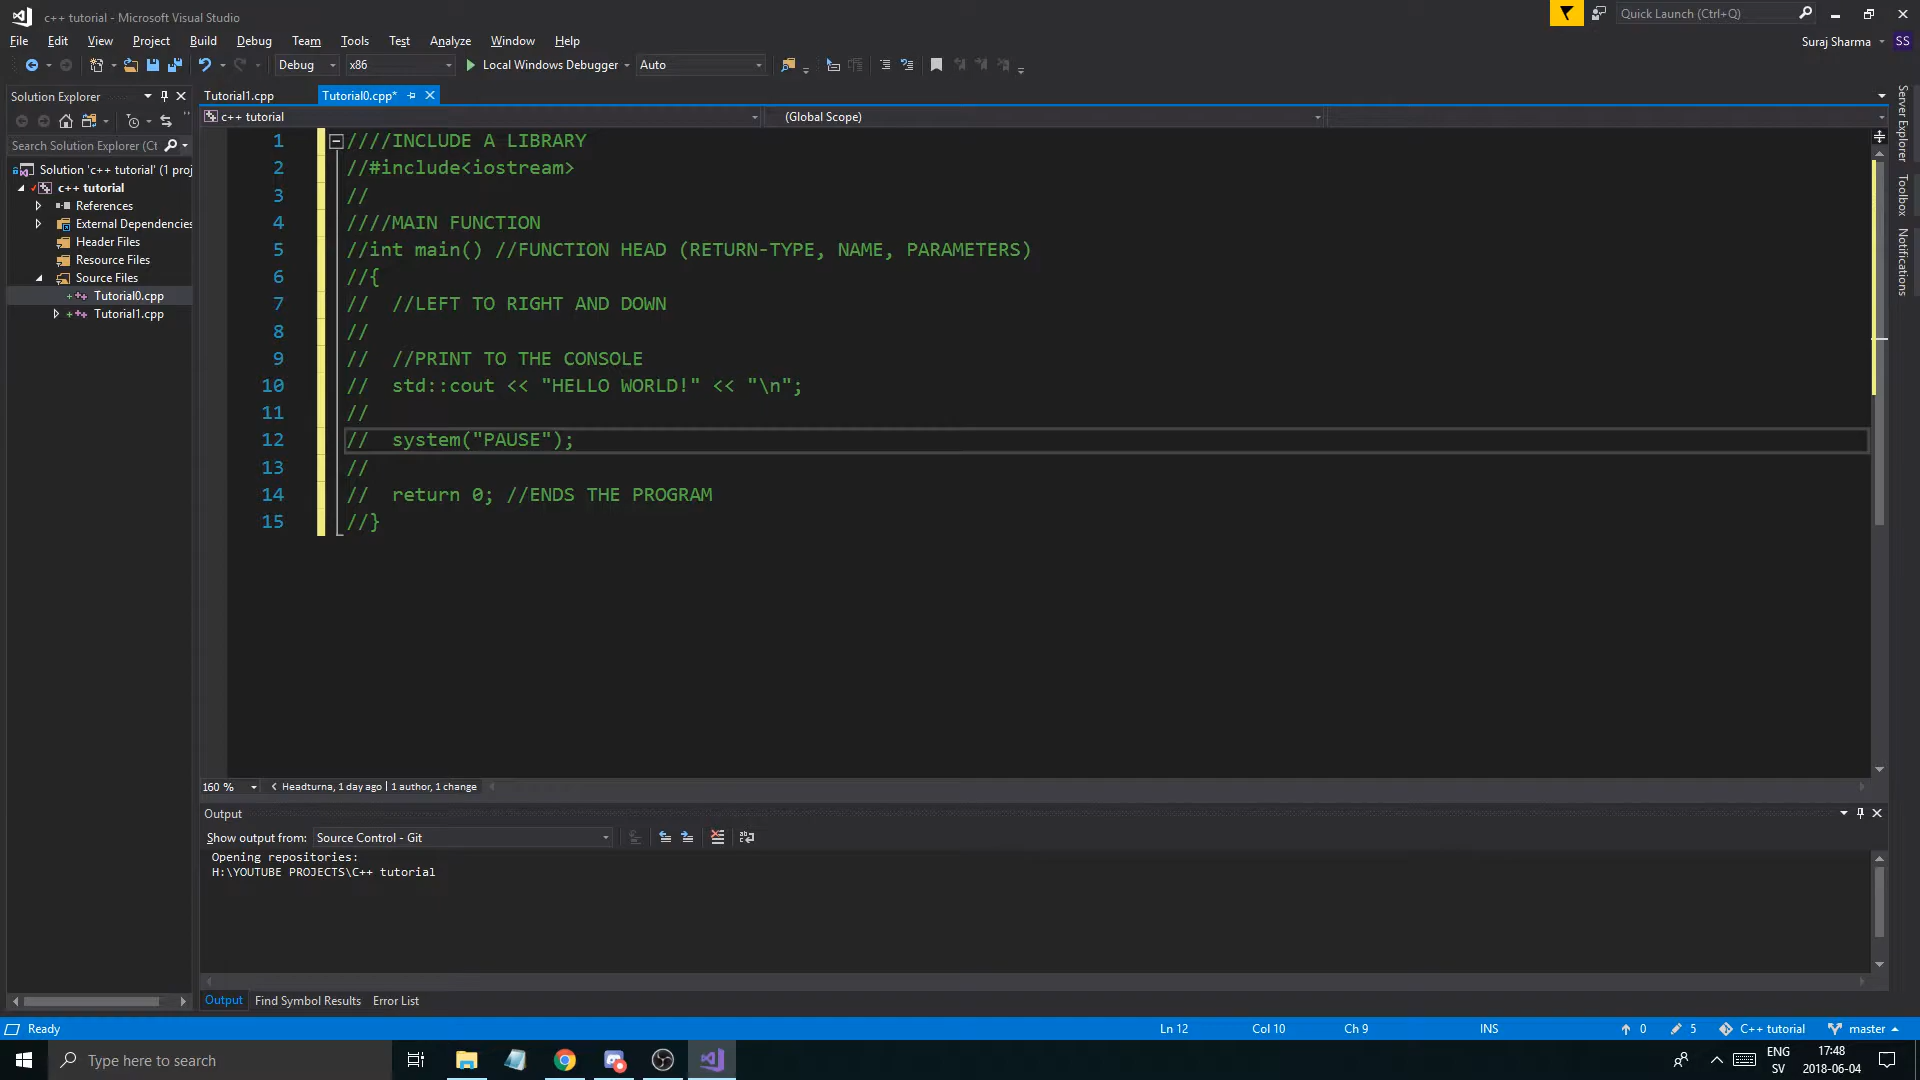 c++ tutorial - Microsoft Visual Studio
Quick Launch (Ctrl+Q)
File Edit View Project Build Debug Team Tools Test Analyze Window Help
Suraj Sharma SS
Debug x86 Local Windows Debugger Auto
Solution Explorer
Tutorial1.cpp Tutorial0.cpp*
c++ tutorial (Global Scope)
Search Solution Explorer (Ct
Solution 'c++ tutorial' (1 proj
c++ tutorial
References
External Dependencies
Header Files
Resource Files
Source Files
Tutorial0.cpp
Tutorial1.cpp
1 ////INCLUDE A LIBRARY
2 //#include<iostream>
3 //
4 ////MAIN FUNCTION
5 //int main() //FUNCTION HEAD (RETURN-TYPE, NAME, PARAMETERS)
6 //{
7 // //LEFT TO RIGHT AND DOWN
8 //
9 // //PRINT TO THE CONSOLE
10 // std::cout << "HELLO WORLD!" << "\n";
11 //
12 // system("PAUSE");
13 //
14 // return 0; //ENDS THE PROGRAM
15 //}
Server Explorer
Toolbox
Notifications
160 % Headturna, 1 day ago | 1 author, 1 change
Output
Show output from: Source Control - Git
Opening repositories:
H:\YOUTUBE PROJECTS\C++ tutorial
Output Find Symbol Results Error List
Ready Ln 12 Col 10 Ch 9 INS 0 5 C++ tutorial master
Type here to search
ENG 17:48
SV 2018-06-04